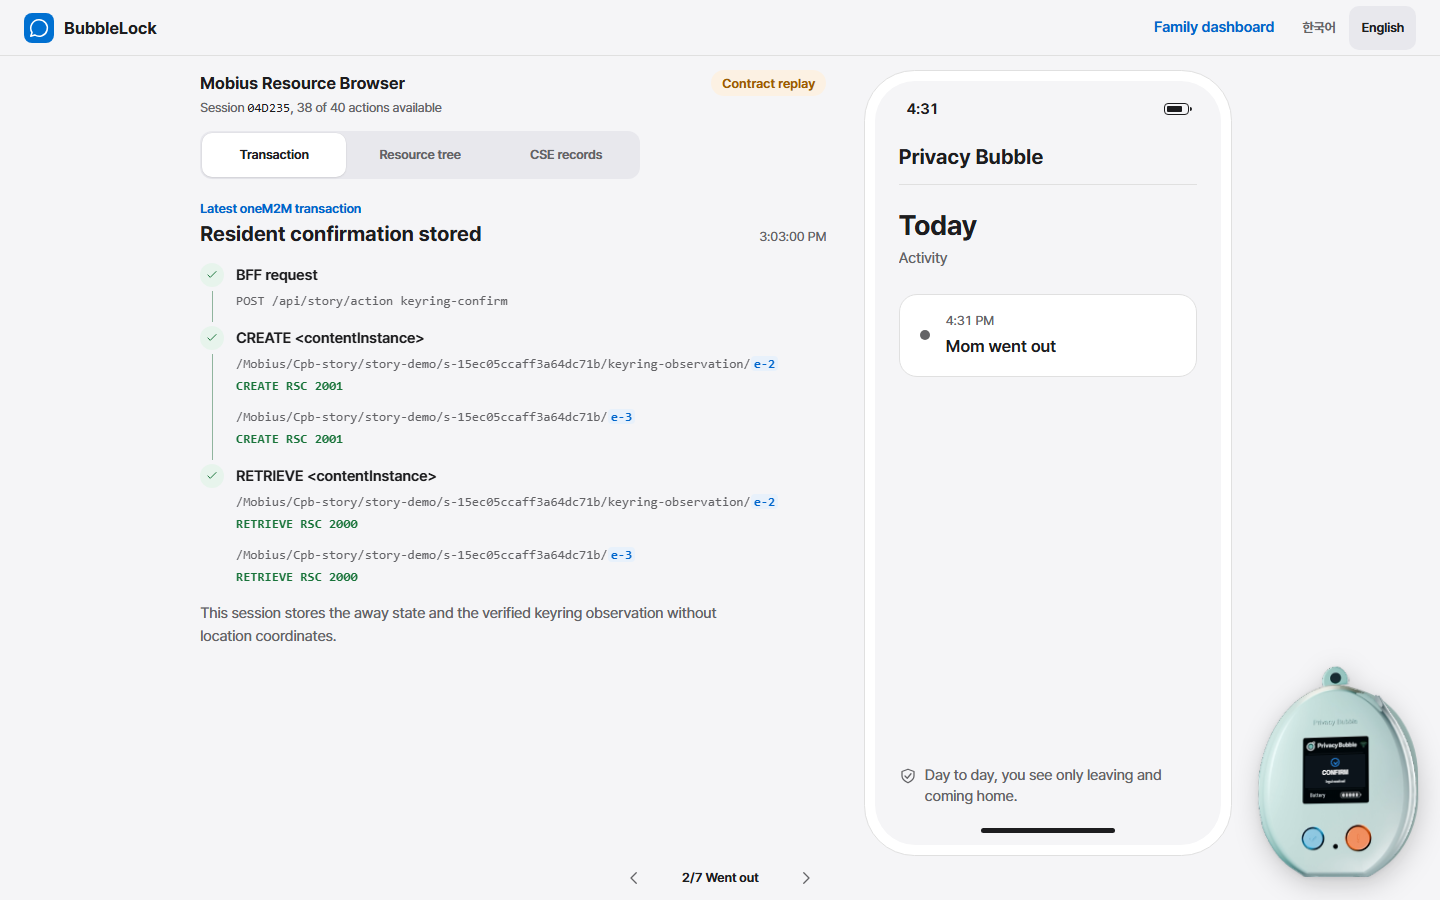 BubbleLock
Family dashboard
한국어
English
Mobius Resource Browser
Contract replay
Session 04D235, 38 of 40 actions available
Transaction
Resource tree
CSE records
Latest oneM2M transaction
Resident confirmation stored
3:03:00 PM
BFF request
POST /api/story/action keyring-confirm
CREATE <contentInstance>
/Mobius/Cpb-story/story-demo/s-15ec05ccaff3a64dc71b/keyring-observation/e-2
CREATE RSC 2001
/Mobius/Cpb-story/story-demo/s-15ec05ccaff3a64dc71b/e-3
CREATE RSC 2001
RETRIEVE <contentInstance>
/Mobius/Cpb-story/story-demo/s-15ec05ccaff3a64dc71b/keyring-observation/e-2
RETRIEVE RSC 2000
/Mobius/Cpb-story/story-demo/s-15ec05ccaff3a64dc71b/e-3
RETRIEVE RSC 2000
This session stores the away state and the verified keyring observation without
location coordinates.
4:31
Privacy Bubble
Today
Activity
4:31 PM
Mom went out
Day to day, you see only leaving and
coming home.
Privacy Bubble
Privacy Bubble
CONFIRM
Battery
2/7 Went out